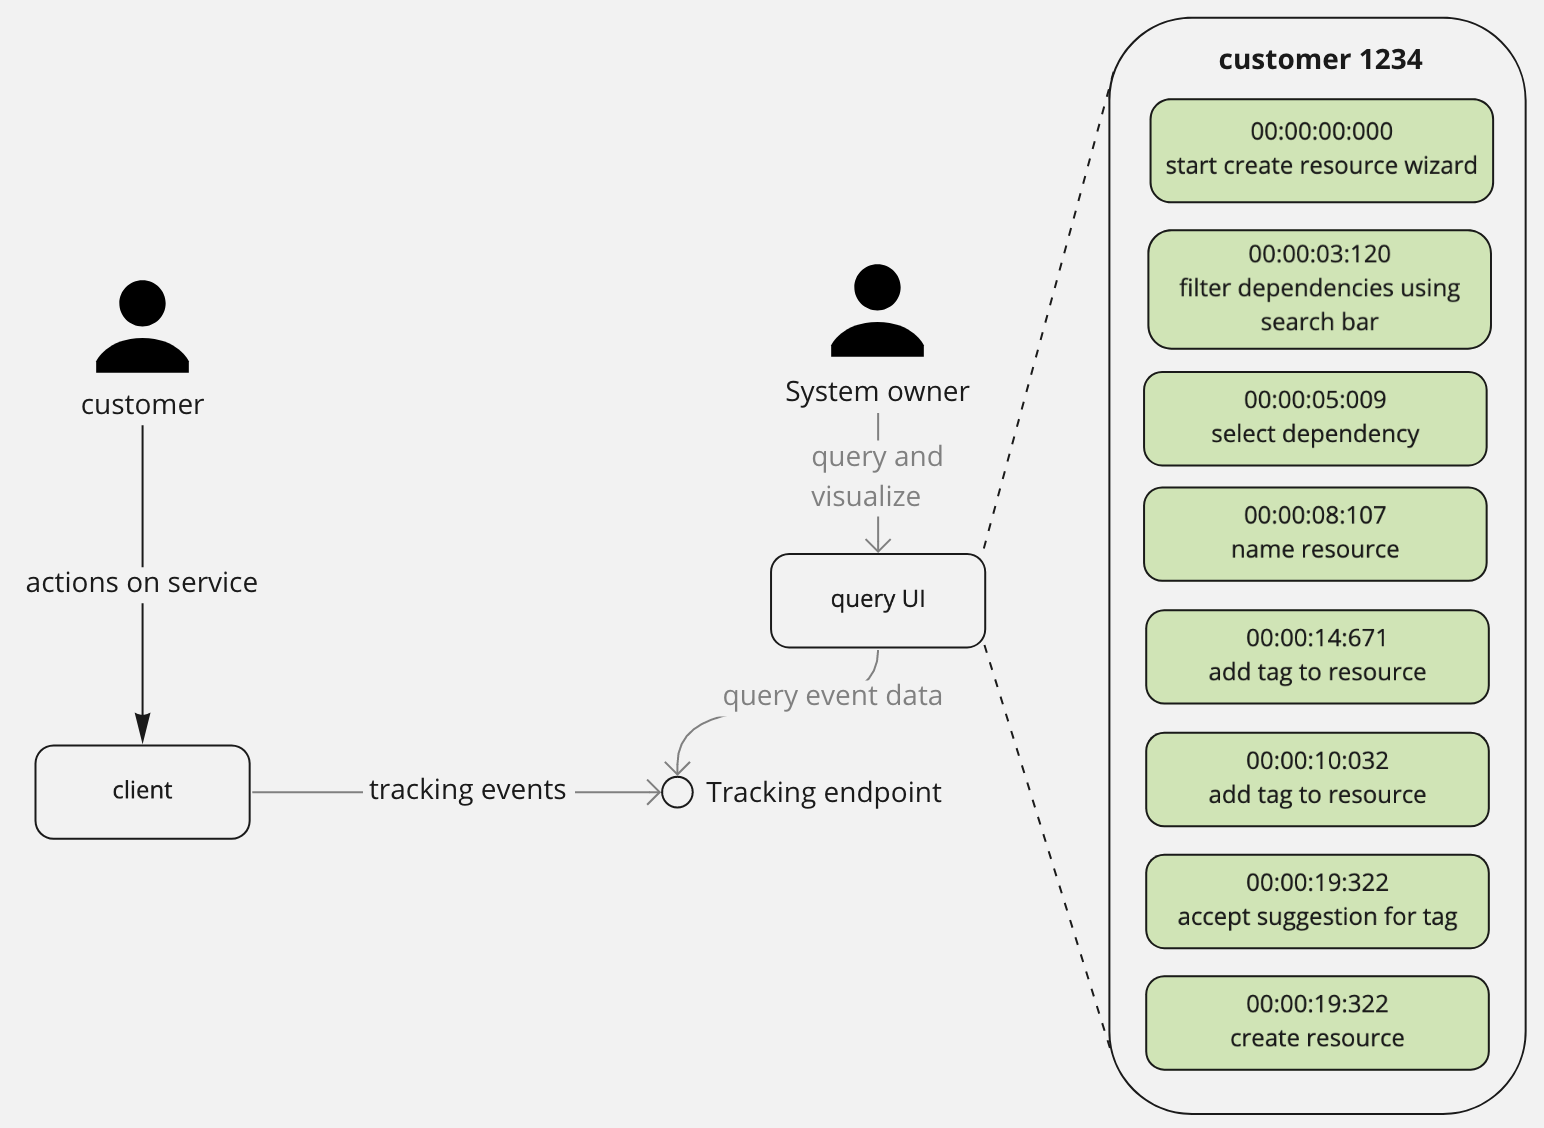 customer
actions on service
client
tracking events
System owner
query and
visualize
query UI
query event data
Tracking endpoint
customer 1234
00:00:00:000
start create resource wizard
00:00:03:120
filter dependencies using
search bar
00:00:05:009
select dependency
00:00:08:107
name resource
00:00:14:671
add tag to resource
00:00:10:032
add tag to resource
00:00:19:322
accept suggestion for tag
00:00:19:322
create resource